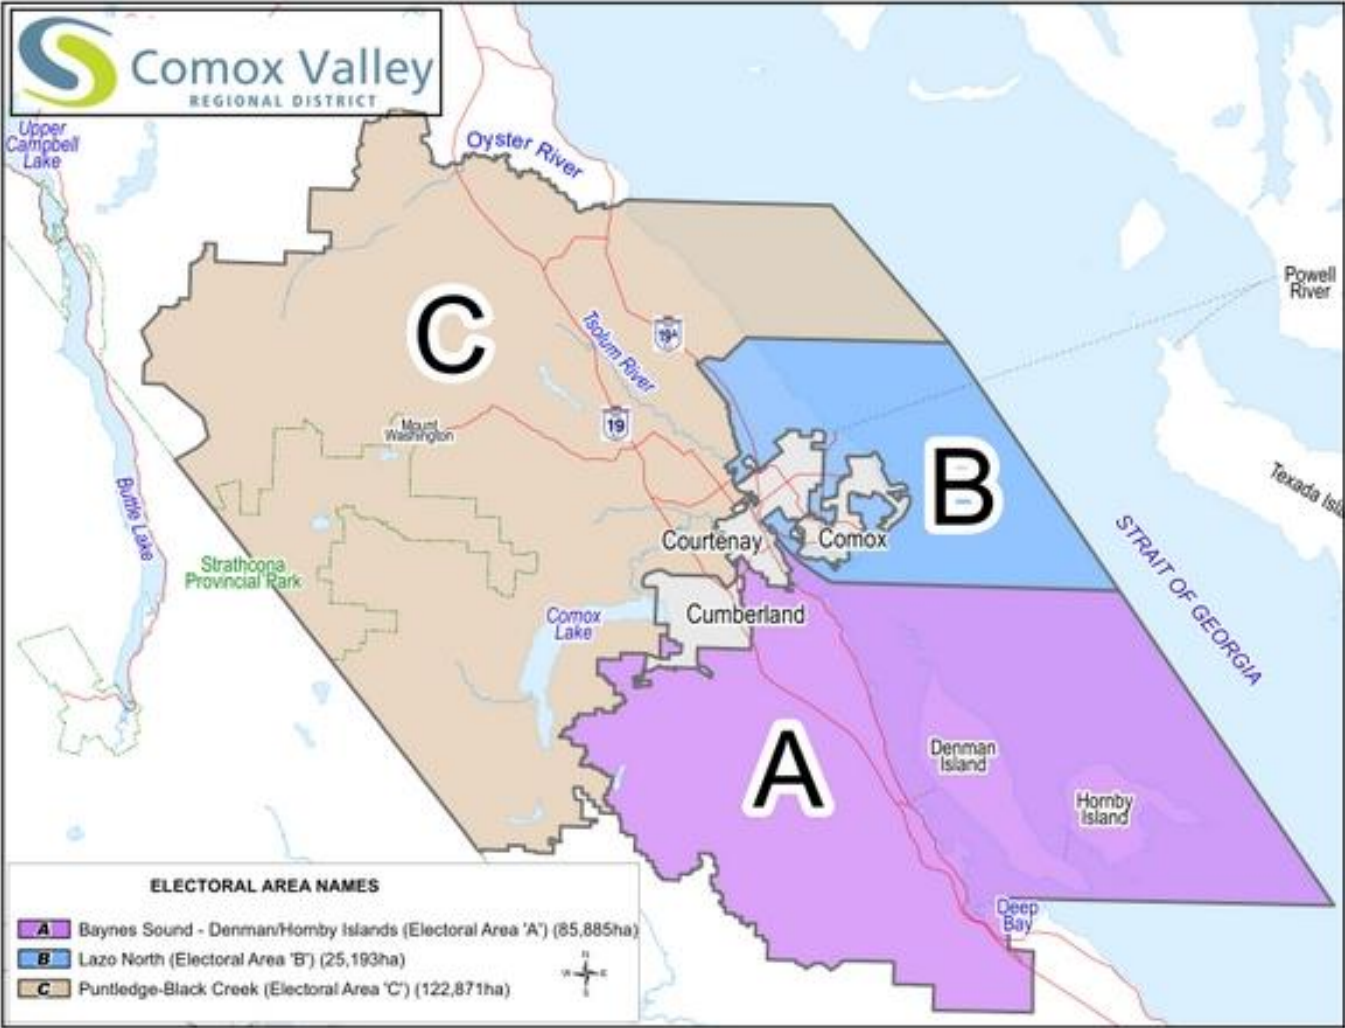 Comox Valley
REGIONAL DISTRICT
Upper
Campbell
Lake
Oyster River
Powell
River
C
19A
Tsolum River
19
Mount
Washington
B
Texada Isla
Buttle Lake
STRAIT OF GEORGIA
Courtenay
Comox
Strathcona
Provincial Park
Comox
Lake
Cumberland
A
Denman
Island
Hornby
Island
Deep
Bay
ELECTORAL AREA NAMES
A Baynes Sound - Denman/Hornby Islands (Electoral Area 'A') (85,885ha)
B Lazo North (Electoral Area 'B') (25,193ha)
C Puntledge-Black Creek (Electoral Area 'C') (122,871ha)
N
W E
S